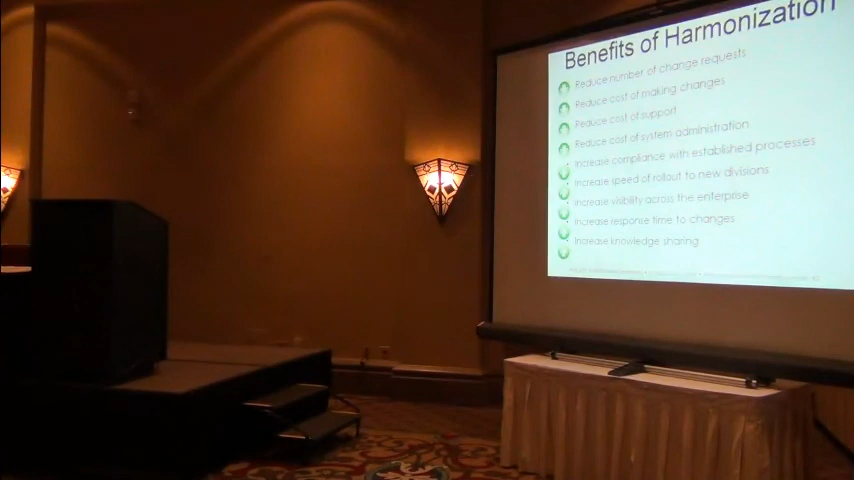 Benefits of Harmonization
Reduce number of change requests
Reduce cost of making changes
Reduce cost of support
Reduce cost of system administration
Increase compliance with established processes
Increase speed of rollout to new divisions
Increase visibility across the enterprise
Increase response time to changes
Increase knowledge sharing